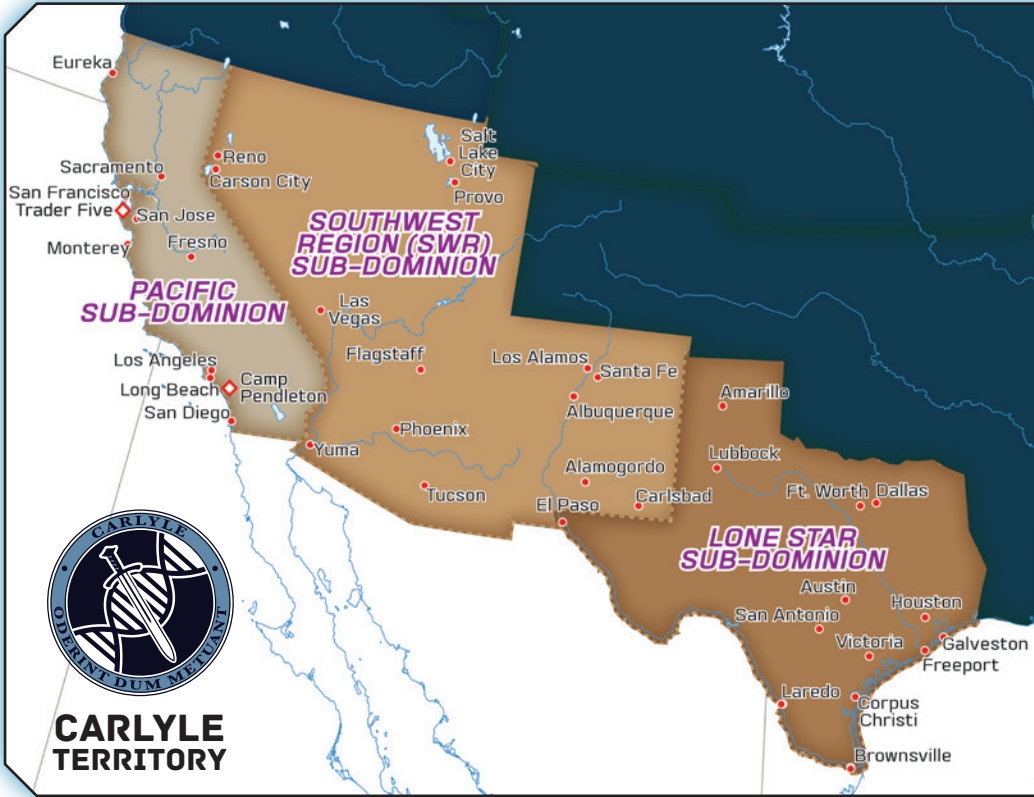 Eureka
Sacramento
San Francisco
Trader Five
San Jose
Monterey
Fresno
PACIFIC
SUB-DOMINION
Los Angeles
Long Beach
Camp
Pendleton
San Diego
Reno
Carson City
Salt
Lake
City
Provo
SOUTHWEST
REGION (SWR)
SUB-DOMINION
Las
Vegas
Flagstaff
Los Alamos
Santa Fe
Albuquerque
Phoenix
Yuma
Tucson
Alamogordo
Carlsbad
El Paso
Amarillo
Lubbock
Ft. Worth
Dallas
LONE STAR
SUB-DOMINION
Austin
San Antonio
Houston
Victoria
Galveston
Freeport
Laredo
Corpus
Christi
Brownsville
CARLYLE
ODERINT DUM METUANT
CARLYLE
TERRITORY